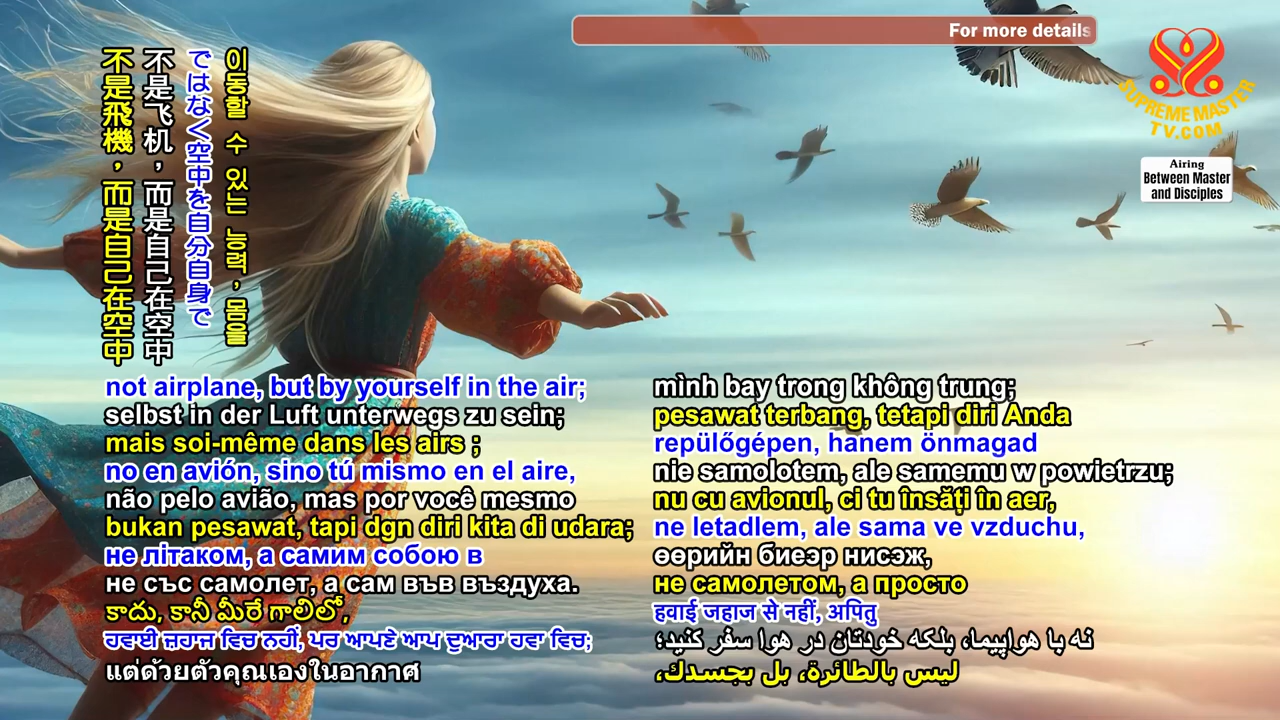 For more details
SUPREME MASTER
TV.COM
Airing
Between Master
and Disciples
不是飛機，而是自己在空中
不是飞机，而是自己在空中
ではなく空中を自分自身で
이동할 수 있는 능력, 몸을
not airplane, but by yourself in the air;
selbst in der Luft unterwegs zu sein;
mais soi-même dans les airs ;
no en avión, sino tú mismo en el aire,
não pelo avião, mas por você mesmo
bukan pesawat, tapi dgn diri kita di udara;
не літаком, а самим собою в
не със самолет, а сам във въздуха.
కాదు, కానీ మీరే గాలిలో,
ਹਵਾਈ ਜ਼ਹਾਜ ਵਿਚ ਨਹੀਂ, ਪਰ ਆਪਣੇ ਆਪ ਦੁਆਰਾ ਹਵਾ ਵਿਚ;
แต่ด้วยตัวคุณเองในอากาศ
mình bay trong không trung;
pesawat terbang, tetapi diri Anda
repülőgépen, hanem önmagad
nie samolotem, ale samemu w powietrzu;
nu cu avionul, ci tu însăți în aer,
ne letadlem, ale sama ve vzduchu,
өөрийн биеэр нисэж,
не самолетом, а просто
हवाई जहाज से नहीं, अपितु
نه با هواپیما، بلکه خودتان در هوا سفر کنید؛
ليس بالطائرة، بل بجسدك،